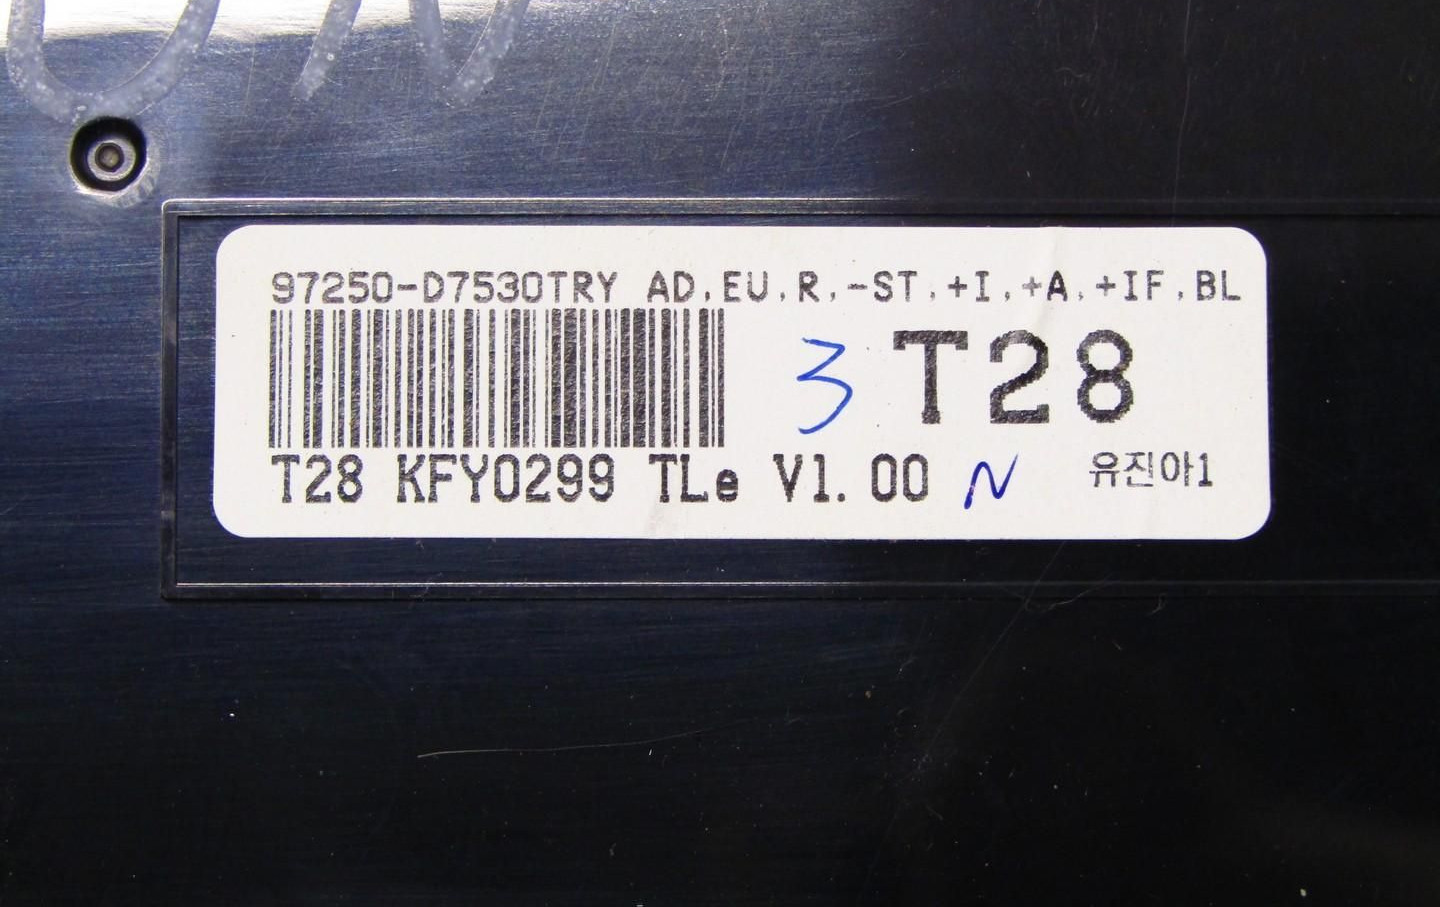 97250-D7530TRY AD,EU,R,-ST,+I,+A,+IF,BL
3 T28
T28 KFY0299 TLe V1.00 N 유진아1